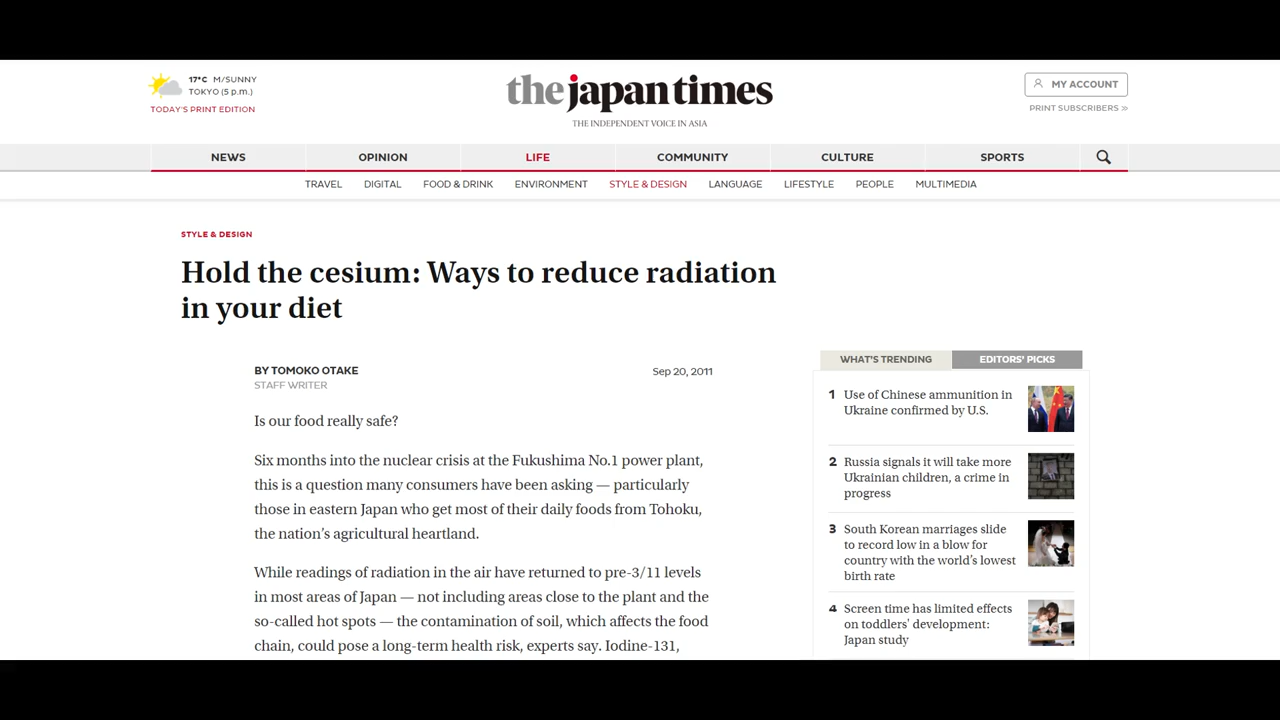 17°C M/SUNNY
TOKYO (5 p.m.)
TODAY'S PRINT EDITION
the japan times
THE INDEPENDENT VOICE IN ASIA
MY ACCOUNT
PRINT SUBSCRIBERS »
NEWS OPINION LIFE COMMUNITY CULTURE SPORTS
TRAVEL DIGITAL FOOD & DRINK ENVIRONMENT STYLE & DESIGN LANGUAGE LIFESTYLE PEOPLE MULTIMEDIA
STYLE & DESIGN
Hold the cesium: Ways to reduce radiation
in your diet
BY TOMOKO OTAKE
STAFF WRITER
Sep 20, 2011
Is our food really safe?
Six months into the nuclear crisis at the Fukushima No.1 power plant,
this is a question many consumers have been asking — particularly
those in eastern Japan who get most of their daily foods from Tohoku,
the nation's agricultural heartland.
While readings of radiation in the air have returned to pre-3/11 levels
in most areas of Japan — not including areas close to the plant and the
so-called hot spots — the contamination of soil, which affects the food
chain, could pose a long-term health risk, experts say. Iodine-131,
WHAT'S TRENDING EDITORS' PICKS
1 Use of Chinese ammunition in
Ukraine confirmed by U.S.
2 Russia signals it will take more
Ukrainian children, a crime in
progress
3 South Korean marriages slide
to record low in a blow for
country with the world's lowest
birth rate
4 Screen time has limited effects
on toddlers' development:
Japan study